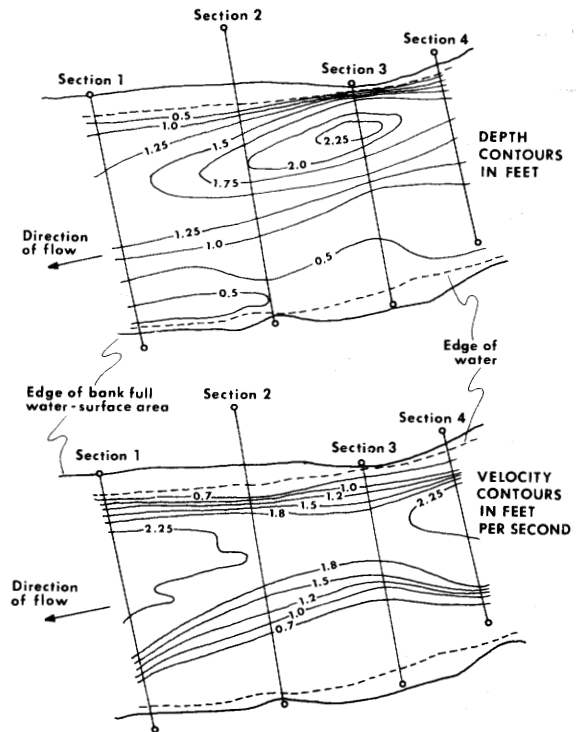 Section 2
Section 4
Section 1
Section 3
0.5
1.0
1.25
1.5
2.25
2.0
1.75
DEPTH
CONTOURS
IN FEET
1.25
1.0
Direction
of flow
0.5
0.5
Edge of
water
Edge of bank full
water-surface area
Section 2
Section 4
Section 1
Section 3
0.7
1.0
1.2
1.5
1.8
2.25
2.25
VELOCITY
CONTOURS
IN FEET
PER SECOND
1.8
1.5
1.2
1.0
0.7
Direction
of flow